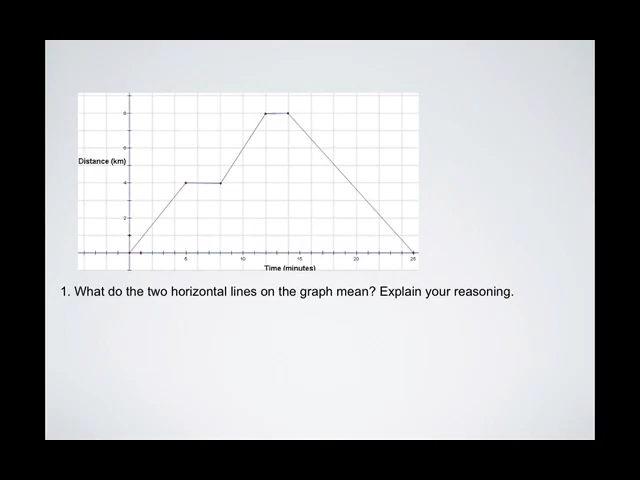 8
6
Distance (km)
4
2
5 10 15 20 25
Time (minutes)
1. What do the two horizontal lines on the graph mean? Explain your reasoning.